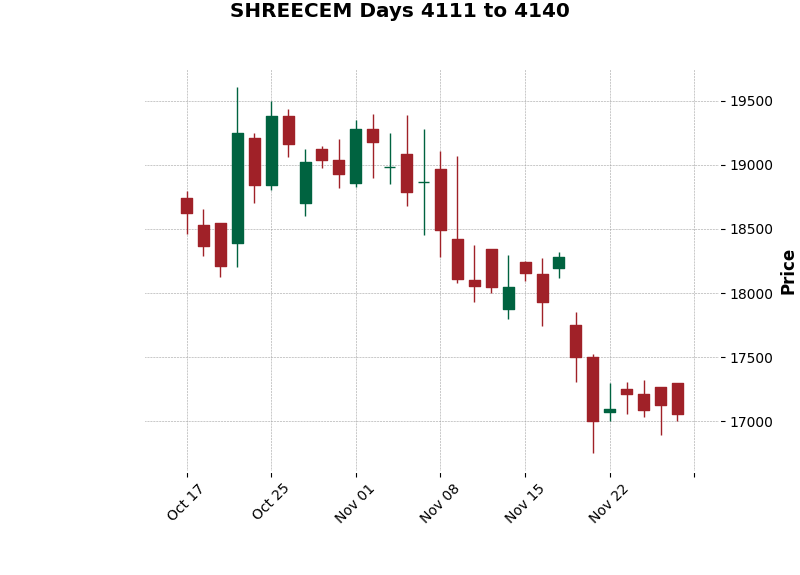 SHREECEM Days 4111 to 4140
19500
19000
18500
18000
17500
17000
Price
Oct 17
Oct 25
Nov 01
Nov 08
Nov 15
Nov 22